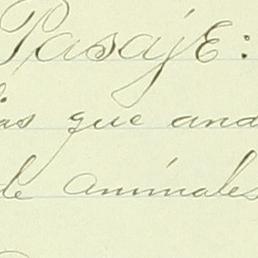 Pasaje:
as que and
de animales